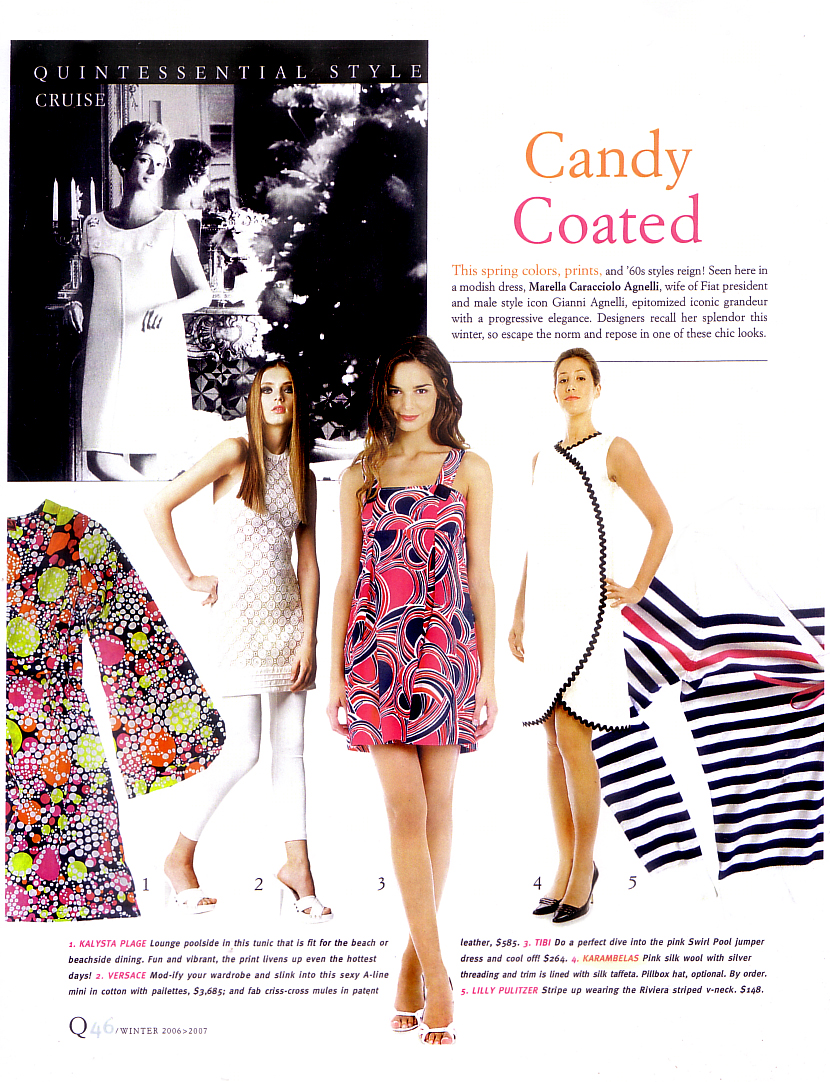 QUINTESSENTIAL STYLE
CRUISE
Candy
Coated
This spring colors, prints, and '60s styles reign! Seen here in
a modish dress, Marella Caracciolo Agnelli, wife of Fiat president
and male style icon Gianni Agnelli, epitomized iconic grandeur
with a progressive elegance. Designers recall her splendor this
winter, so escape the norm and repose in one of these chic looks.
1
2
3
4
5
1. KALYSTA PLAGE Lounge poolside in this tunic that is fit for the beach or
beachside dining. Fun and vibrant, the print livens up even the hottest
days! 2. VERSACE Mod-ify your wardrobe and slink into this sexy A-line
mini in cotton with pailettes, $3,685; and fab criss-cross mules in patent
leather, $585. 3. TIBI Do a perfect dive into the pink Swirl Pool jumper
dress and cool off! $264. 4. KARAMBELAS Pink silk wool with silver
threading and trim is lined with silk taffeta. Pillbox hat, optional. By order.
5. LILLY PULITZER Stripe up wearing the Riviera striped v-neck. $148.
Q46/WINTER 2006>2007